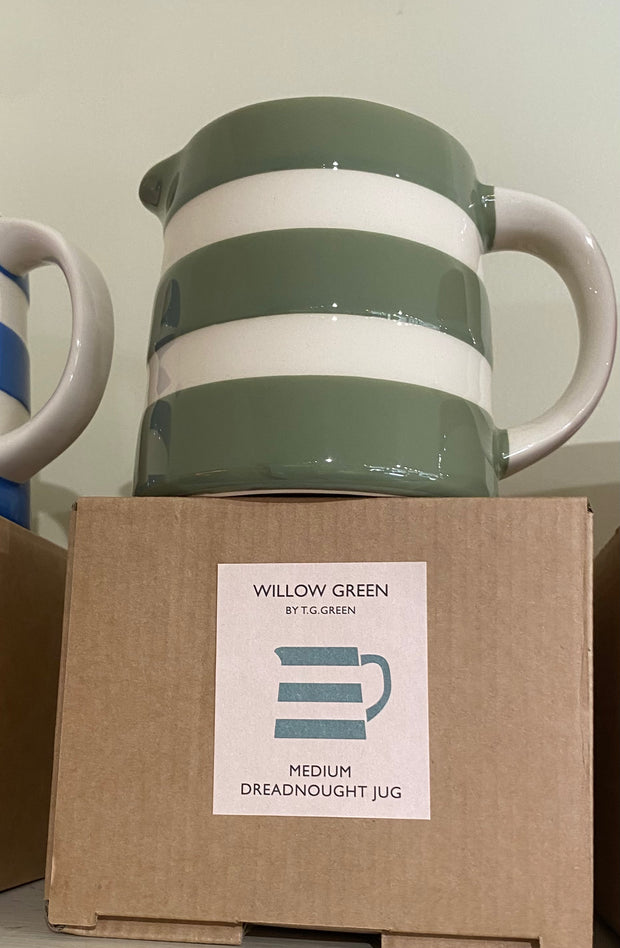 WILLOW GREEN
BY T.G.GREEN
MEDIUM
DREADNOUGHT JUG